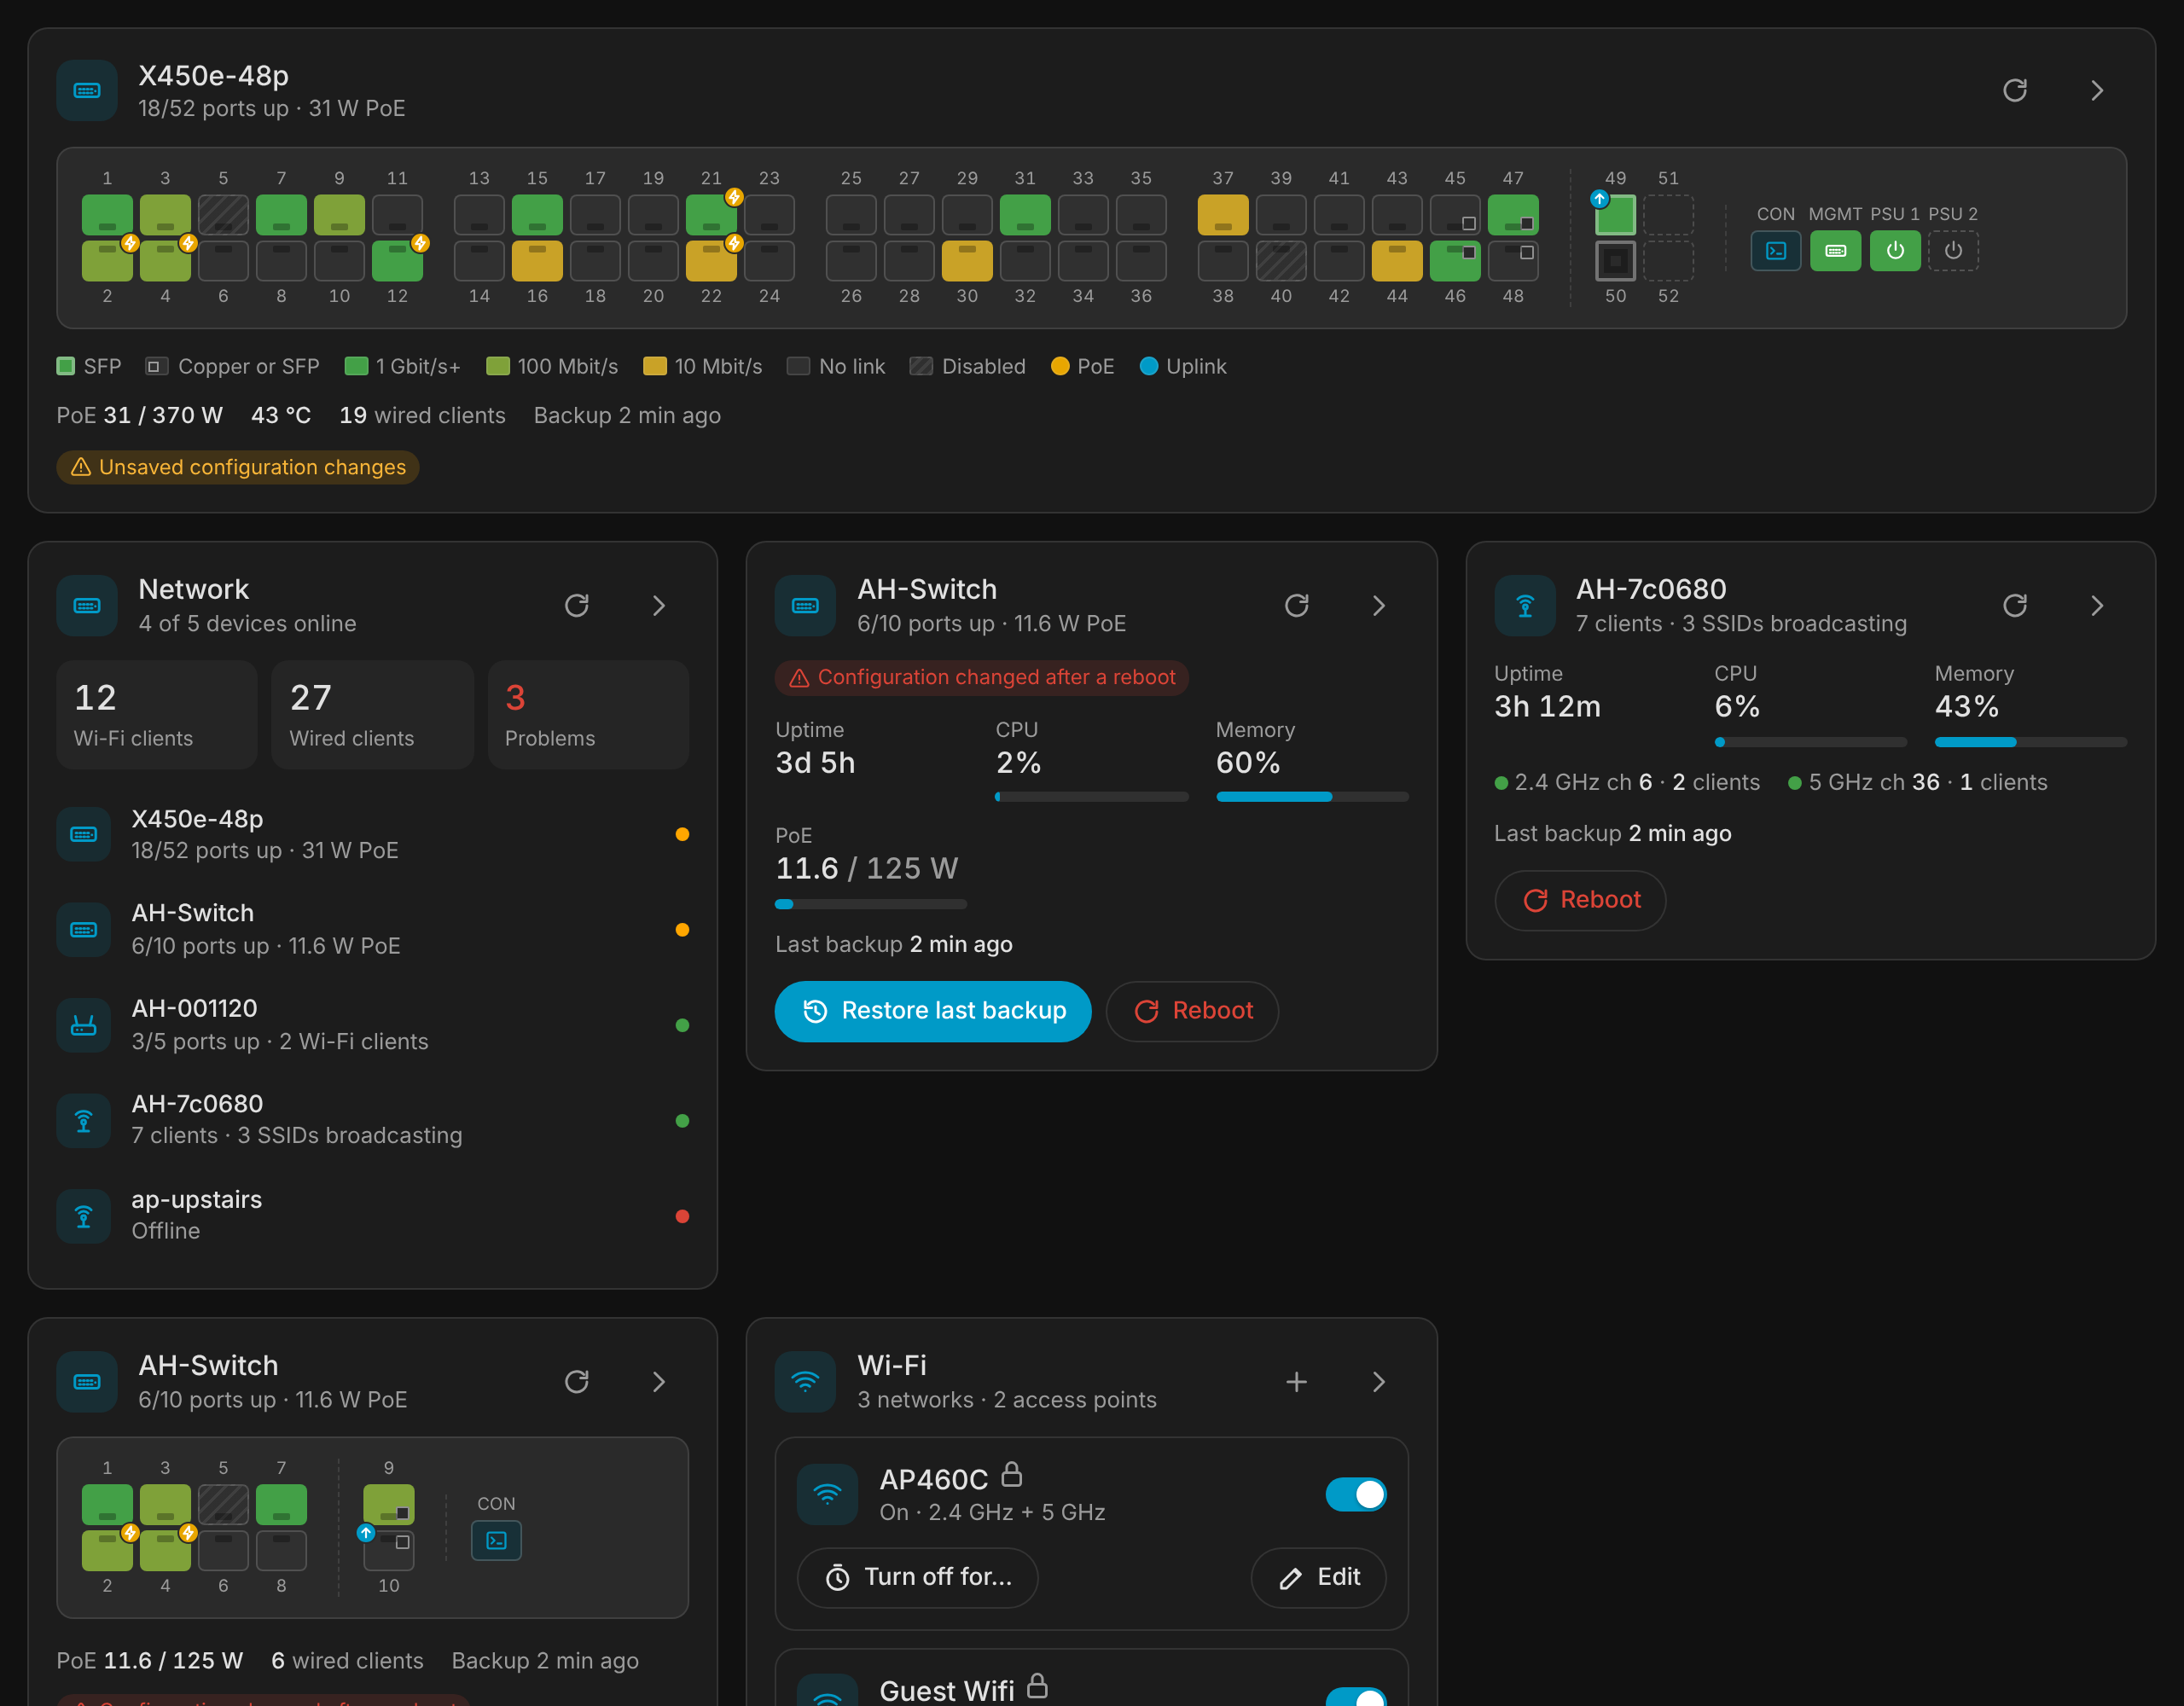 X450e-48p
18/52 ports up · 31 W PoE
1 3 5 7 9 11 13 15 17 19 21 23 25 27 29 31 33 35 37 39 41 43 45 47 49 51
CON MGMT PSU 1 PSU 2
2 4 6 8 10 12 14 16 18 20 22 24 26 28 30 32 34 36 38 40 42 44 46 48 50 52
SFP Copper or SFP 1 Gbit/s+ 100 Mbit/s 10 Mbit/s No link Disabled PoE Uplink
PoE 31 / 370 W 43 °C 19 wired clients Backup 2 min ago
Unsaved configuration changes
Network
4 of 5 devices online
12
Wi-Fi clients
27
Wired clients
3
Problems
X450e-48p
18/52 ports up · 31 W PoE
AH-Switch
6/10 ports up · 11.6 W PoE
AH-001120
3/5 ports up · 2 Wi-Fi clients
AH-7c0680
7 clients · 3 SSIDs broadcasting
ap-upstairs
Offline
AH-Switch
6/10 ports up · 11.6 W PoE
Configuration changed after a reboot
Uptime CPU Memory
3d 5h 2% 60%
PoE
11.6 / 125 W
Last backup 2 min ago
Restore last backup Reboot
AH-7c0680
7 clients · 3 SSIDs broadcasting
Uptime CPU Memory
3h 12m 6% 43%
2.4 GHz ch 6 · 2 clients 5 GHz ch 36 · 1 clients
Last backup 2 min ago
Reboot
AH-Switch
6/10 ports up · 11.6 W PoE
1 3 5 7 9
CON
2 4 6 8 10
PoE 11.6 / 125 W 6 wired clients Backup 2 min ago
Wi-Fi
3 networks · 2 access points
AP460C
On · 2.4 GHz + 5 GHz
Turn off for... Edit
Guest Wifi